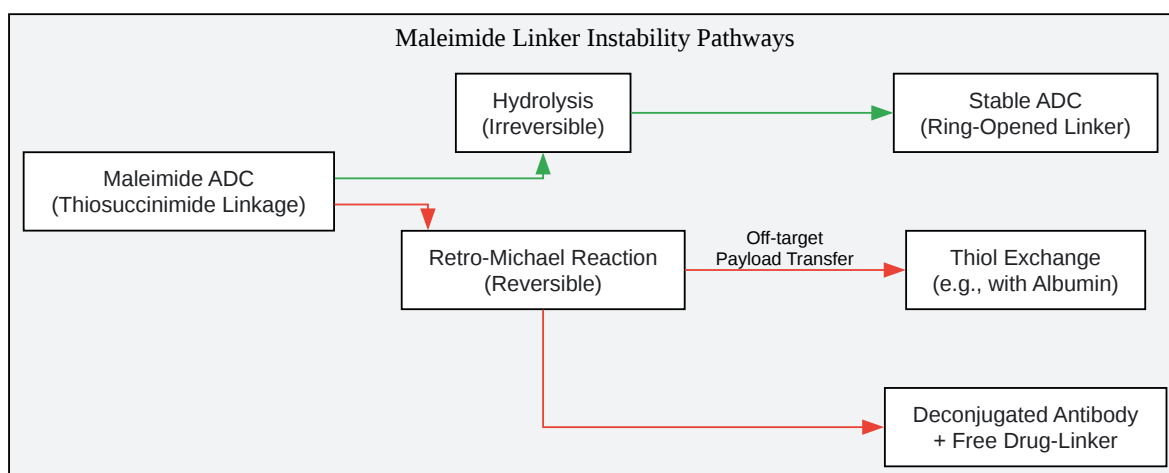 Maleimide Linker Instability Pathways
Hydrolysis
(Irreversible)
Stable ADC
(Ring-Opened Linker)
Maleimide ADC
(Thiosuccinimide Linkage)
Retro-Michael Reaction
(Reversible)
Off-target
Payload Transfer
Thiol Exchange
(e.g., with Albumin)
Deconjugated Antibody
+ Free Drug-Linker